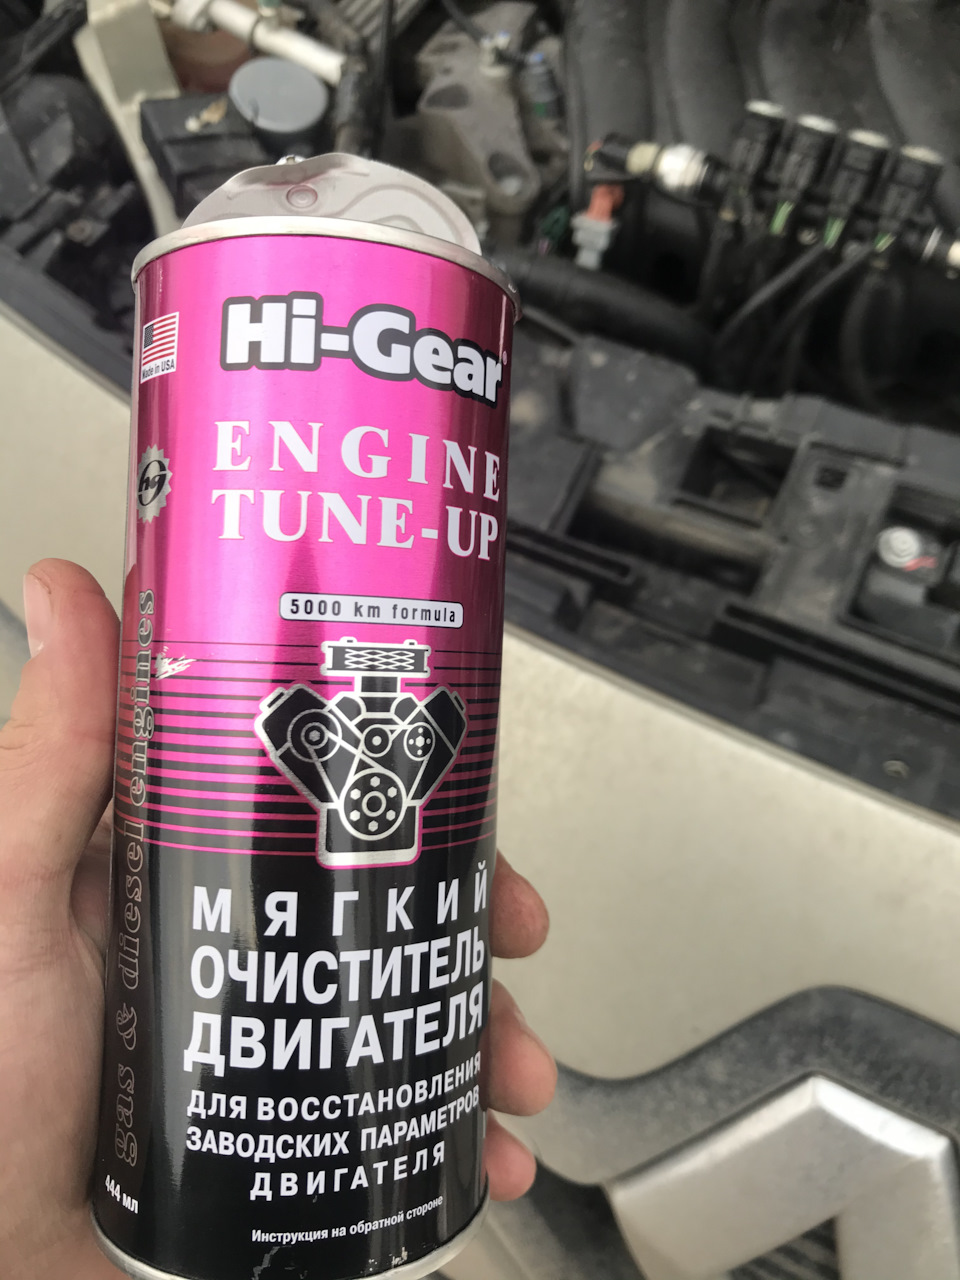 Hi-Gear®
Made in USA
hg
ENGINE
TUNE-UP
5000 km formula
gas & diesel engines
МЯГКИЙ
ОЧИСТИТЕЛЬ
ДВИГАТЕЛЯ
ДЛЯ ВОССТАНОВЛЕНИЯ
ЗАВОДСКИХ ПАРАМЕТРОВ
ДВИГАТЕЛЯ
444 мл
Инструкция на обратной стороне